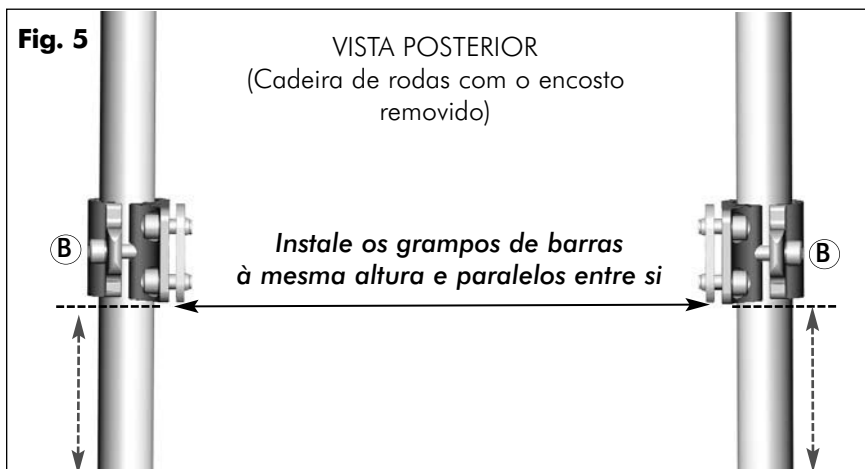 Fig. 5
VISTA POSTERIOR
(Cadeira de rodas com o encosto
removido)
B
Instale os grampos de barras
à mesma altura e paralelos entre si
B